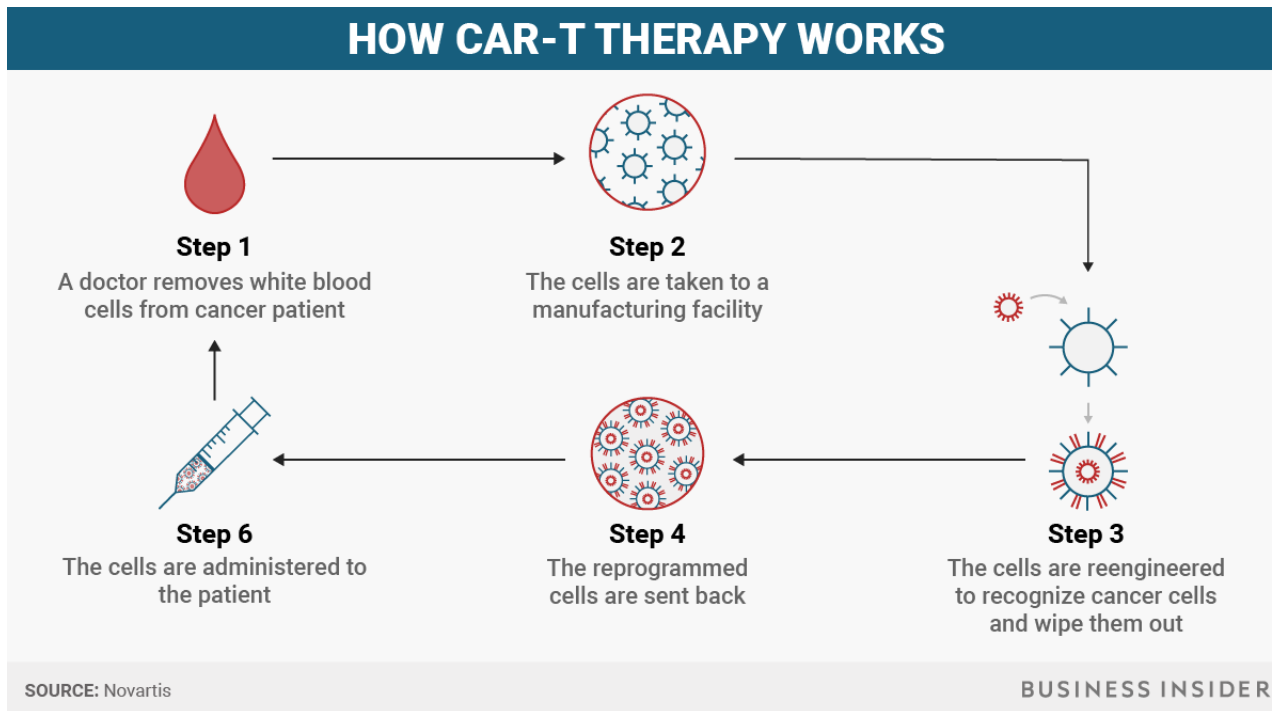 HOW CAR-T THERAPY WORKS
Step 1
A doctor removes white blood
cells from cancer patient
Step 2
The cells are taken to a
manufacturing facility
Step 3
The cells are reengineered
to recognize cancer cells
and wipe them out
Step 4
The reprogrammed
cells are sent back
Step 6
The cells are administered to
the patient
SOURCE: Novartis
BUSINESS INSIDER